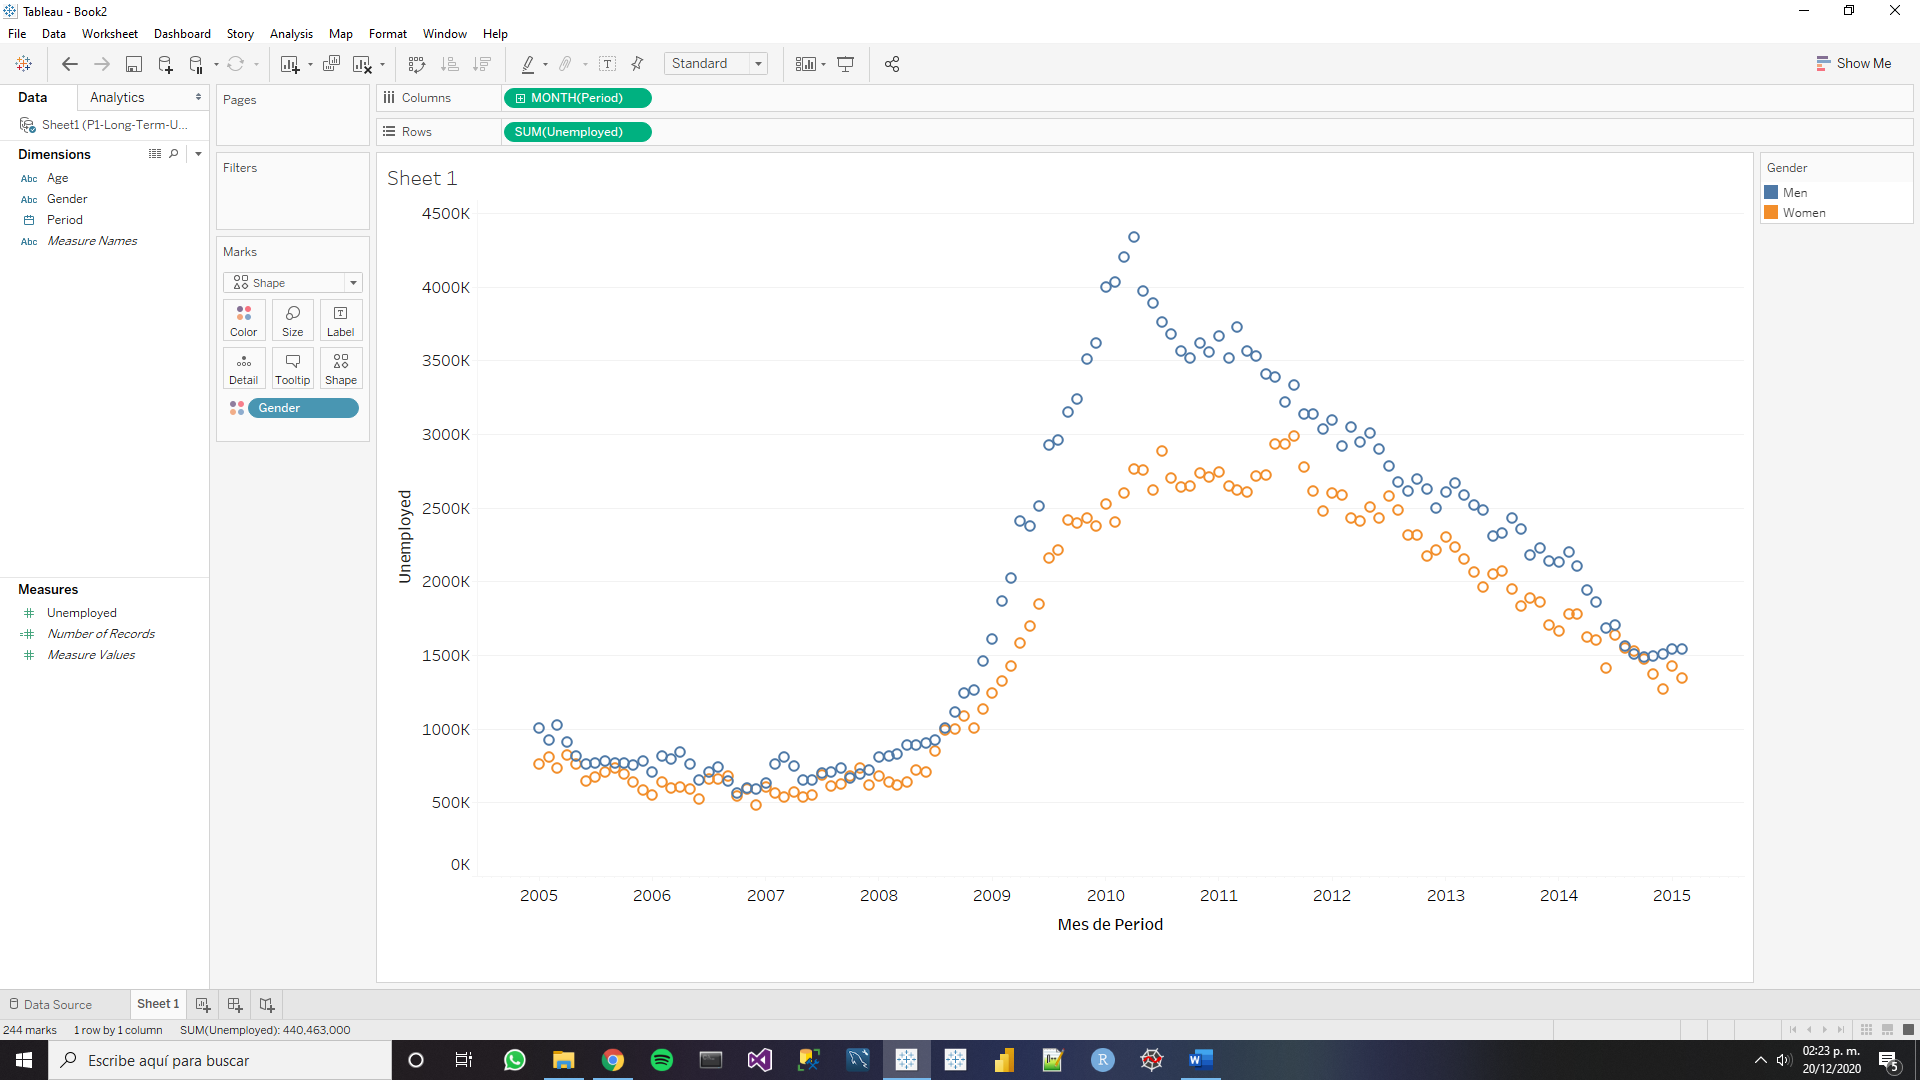 Tableau - Book2
File Data Worksheet Dashboard Story Analysis Map Format Window Help
Standard
Show Me
Data Analytics
Sheet1 (P1-Long-Term-U...
Dimensions
Abc Age
Abc Gender
Period
Abc Measure Names
Measures
Unemployed
Number of Records
Measure Values
Pages
Filters
Marks
Shape
Color Size Label
Detail Tooltip Shape
Gender
Columns MONTH(Period)
Rows SUM(Unemployed)
Sheet 1
4500K
4000K
3500K
3000K
2500K
2000K
1500K
1000K
500K
0K
Unemployed
2005 2006 2007 2008 2009 2010 2011 2012 2013 2014 2015
Mes de Period
Gender
Men
Women
Data Source Sheet 1
244 marks 1 row by 1 column SUM(Unemployed): 440,463,000
Escribe aquí para buscar
02:23 p. m.
20/12/2020
5